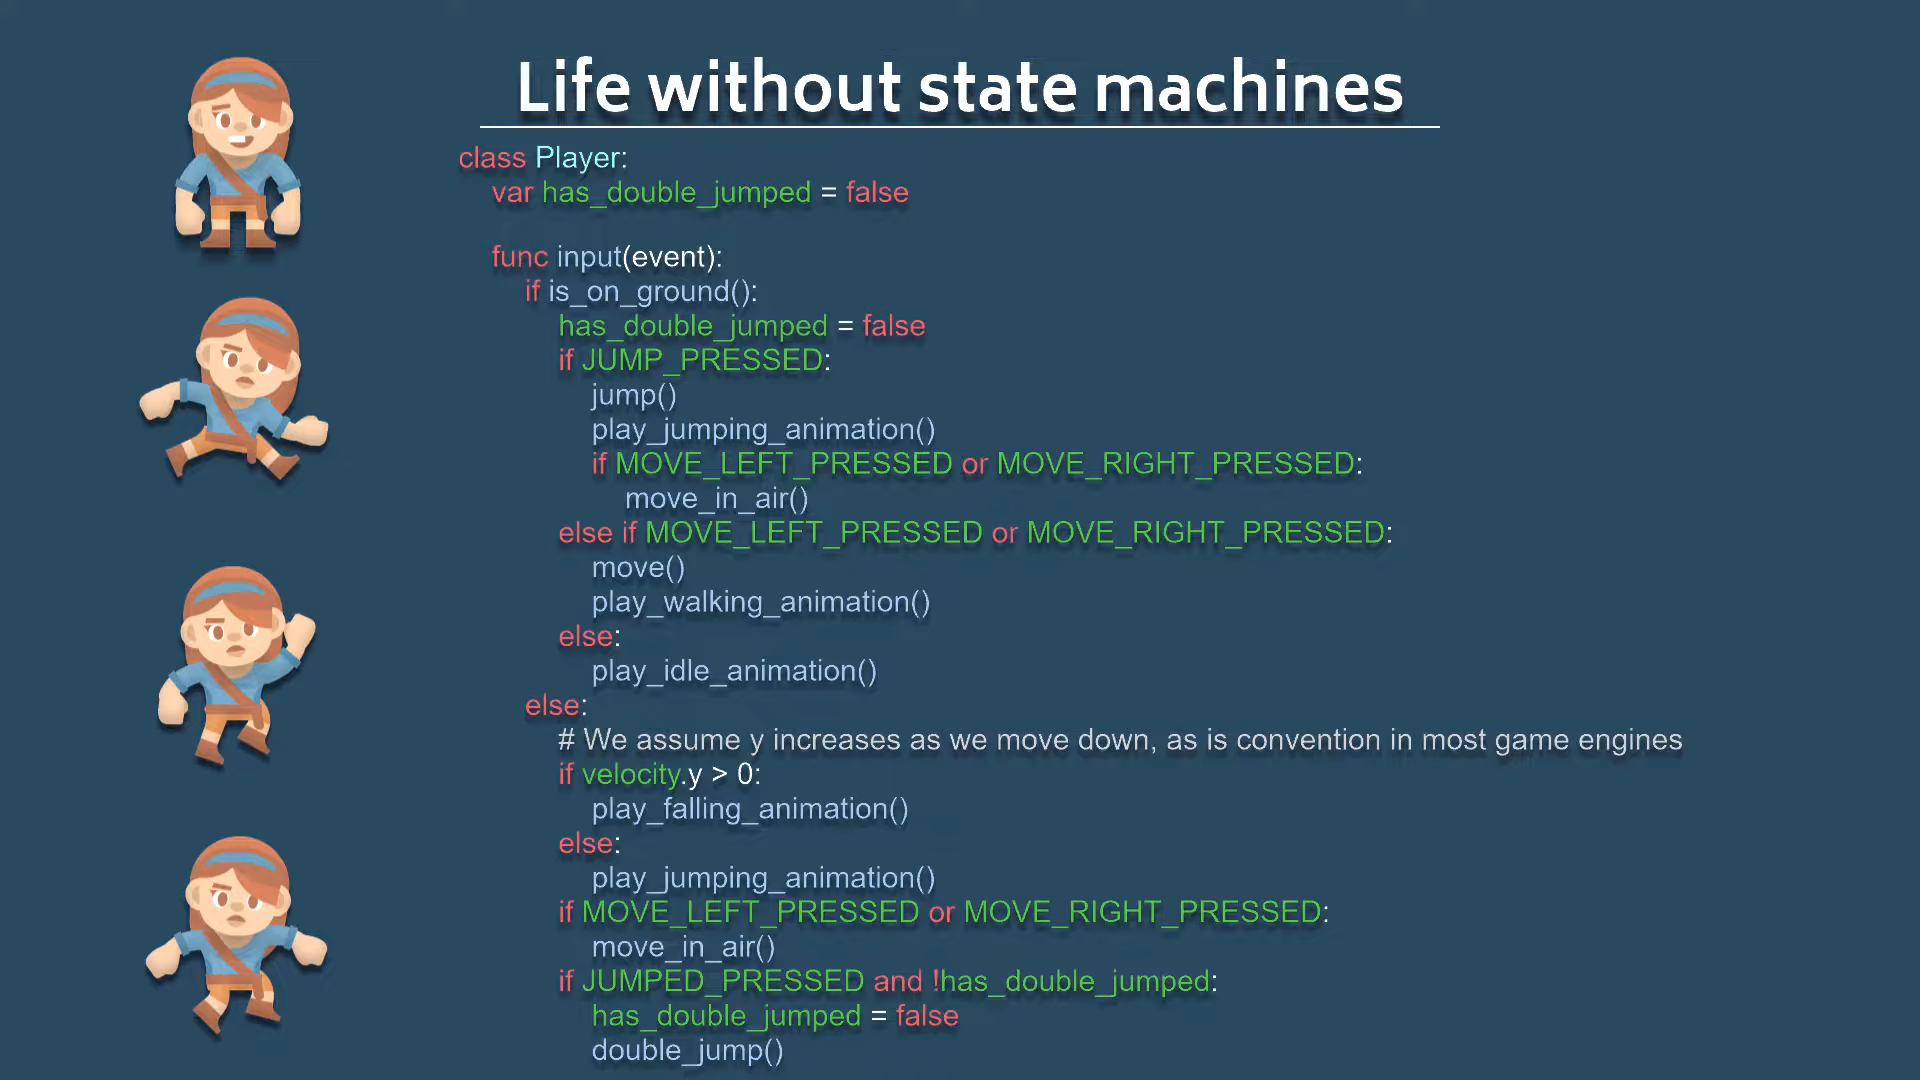 Life without state machines
class Player:
var has_double_jumped = false
func input(event):
if is_on_ground():
has_double_jumped = false
if JUMP_PRESSED:
jump()
play_jumping_animation()
if MOVE_LEFT_PRESSED or MOVE_RIGHT_PRESSED:
move_in_air()
else if MOVE_LEFT_PRESSED or MOVE_RIGHT_PRESSED:
move()
play_walking_animation()
else:
play_idle_animation()
else:
# We assume y increases as we move down, as is convention in most game engines
if velocity.y > 0:
play_falling_animation()
else:
play_jumping_animation()
if MOVE_LEFT_PRESSED or MOVE_RIGHT_PRESSED:
move_in_air()
if JUMPED_PRESSED and !has_double_jumped:
has_double_jumped = false
double_jump()